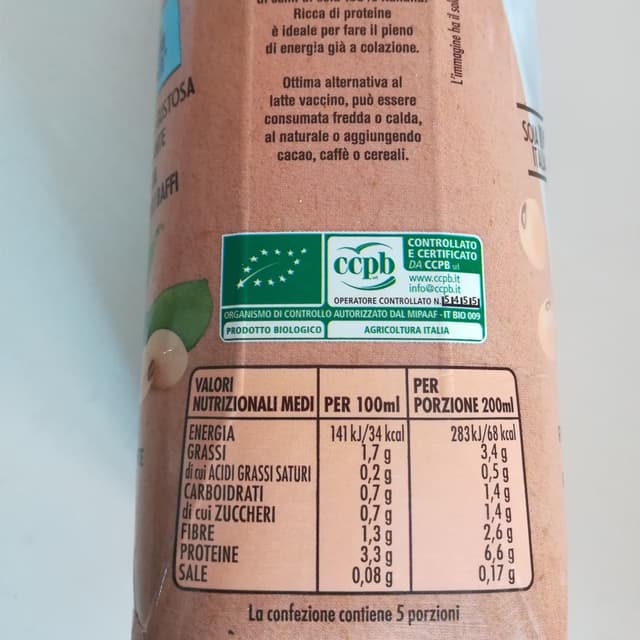 Ricca di proteine
è ideale per fare il pieno
di energia già a colazione.
Ottima alternativa al
latte vaccino, può essere
consumata fredda o calda,
al naturale o aggiungendo
cacao, caffè o cereali.
L'immagine ha il
ccpb
CONTROLLATO
E CERTIFICATO
DA CCPB srl
www.ccpb.it
info@ccpb.it
OPERATORE CONTROLLATO N.
ORGANISMO DI CONTROLLO AUTORIZZATO DAL MIPAAF - IT BIO 009
PRODOTTO BIOLOGICO AGRICOLTURA ITALIA
VALORI NUTRIZIONALI MEDI PER 100ml PER PORZIONE 200ml
ENERGIA 141 kJ/34 kcal 283kJ/68 kcal
GRASSI 1,7 g 3,4 g
di cui ACIDI GRASSI SATURI 0,2 g 0,5 g
CARBOIDRATI 0,7 g 1,4 g
di cui ZUCCHERI 0,7 g 1,4 g
FIBRE 1,3 g 2,6 g
PROTEINE 3,3 g 6,6 g
SALE 0,08 g 0,17 g
La confezione contiene 5 porzioni